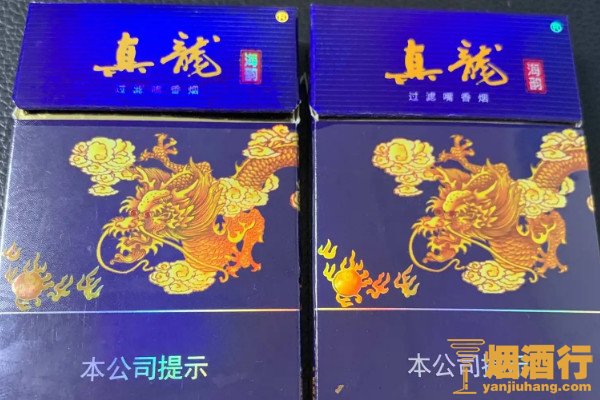 真龍
海韵
过滤嘴香烟
本公司提示
真龍
海韵
过滤嘴香烟
本公司提示
烟酒行
yanjiuhang.com